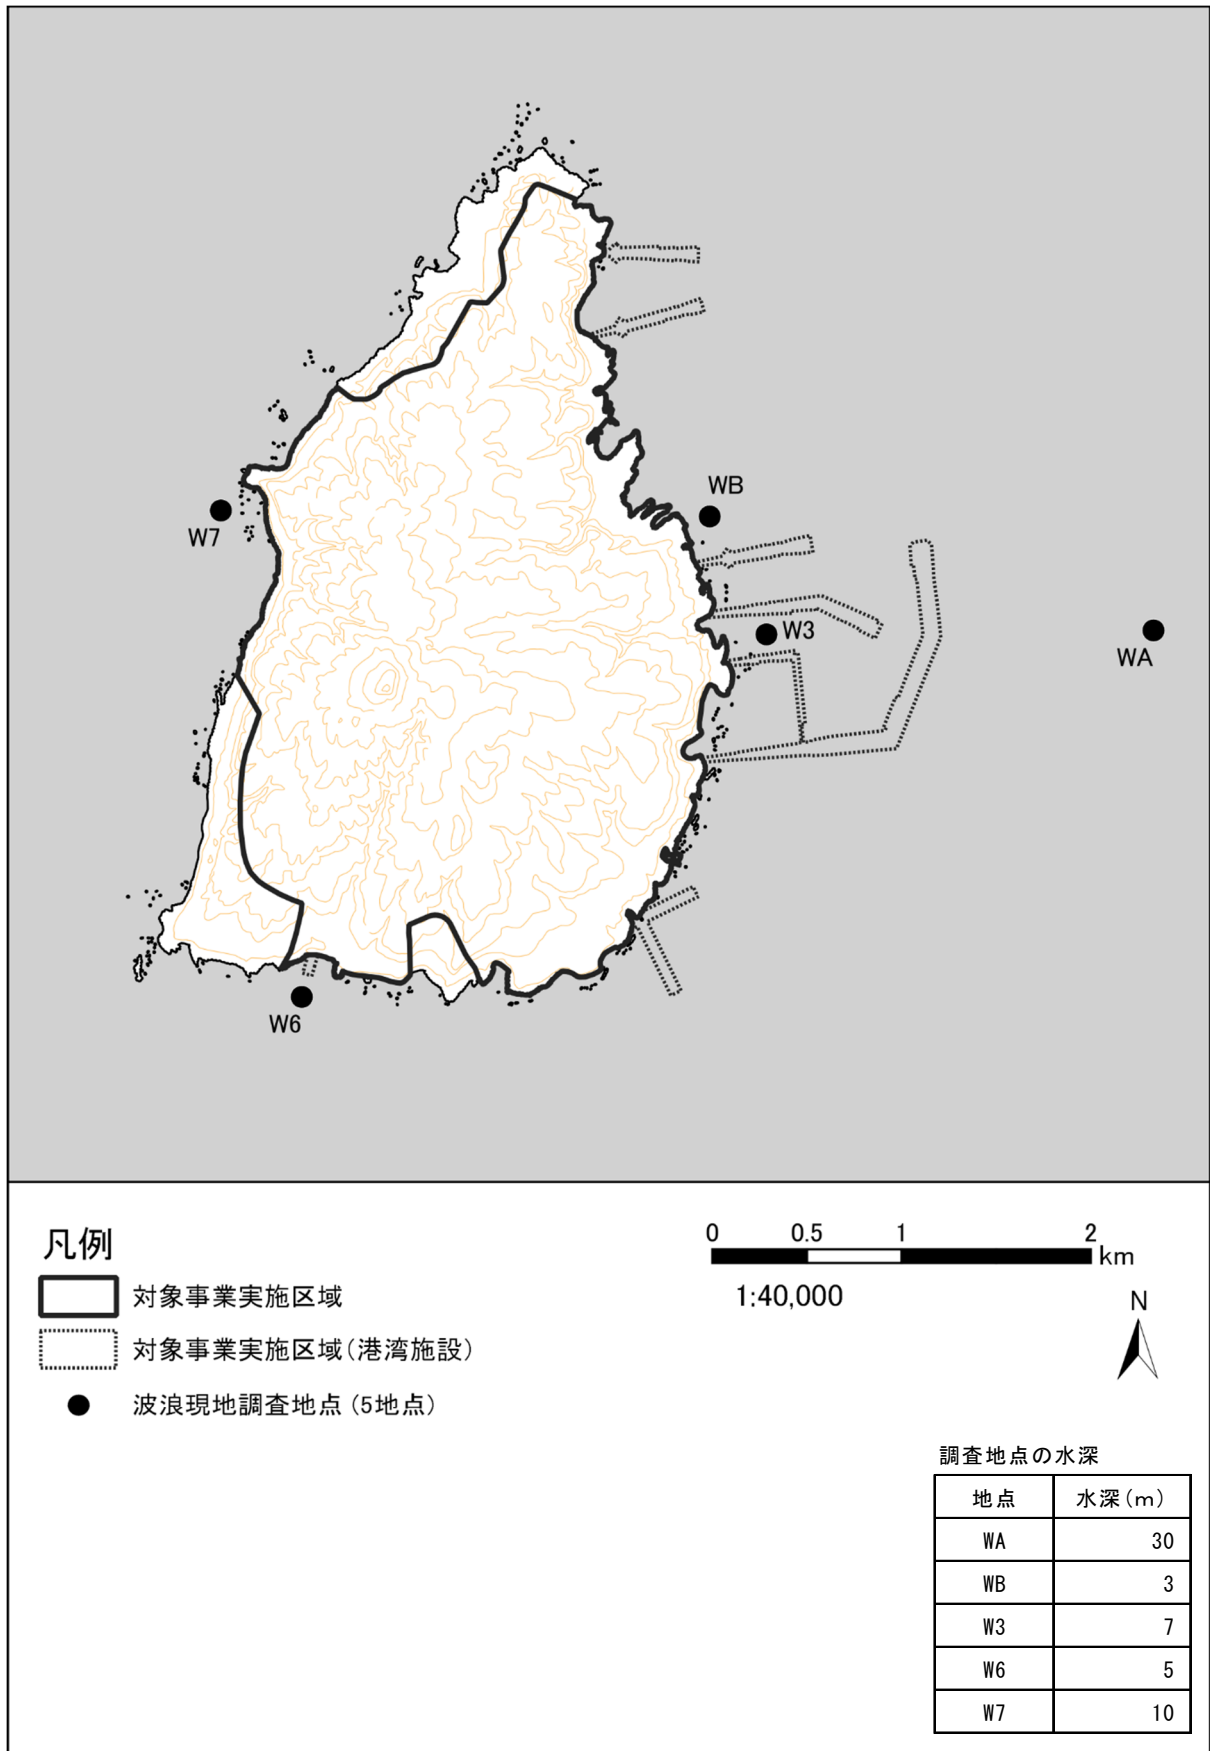 WB
W7
W3
WA
W6
凡例
対象事業実施区域
対象事業実施区域(港湾施設)
波浪現地調査地点(5地点)
0 0.5 1 2
km
1:40,000
N
調査地点の水深
地点 水深(m)
WA 30
WB 3
W3 7
W6 5
W7 10